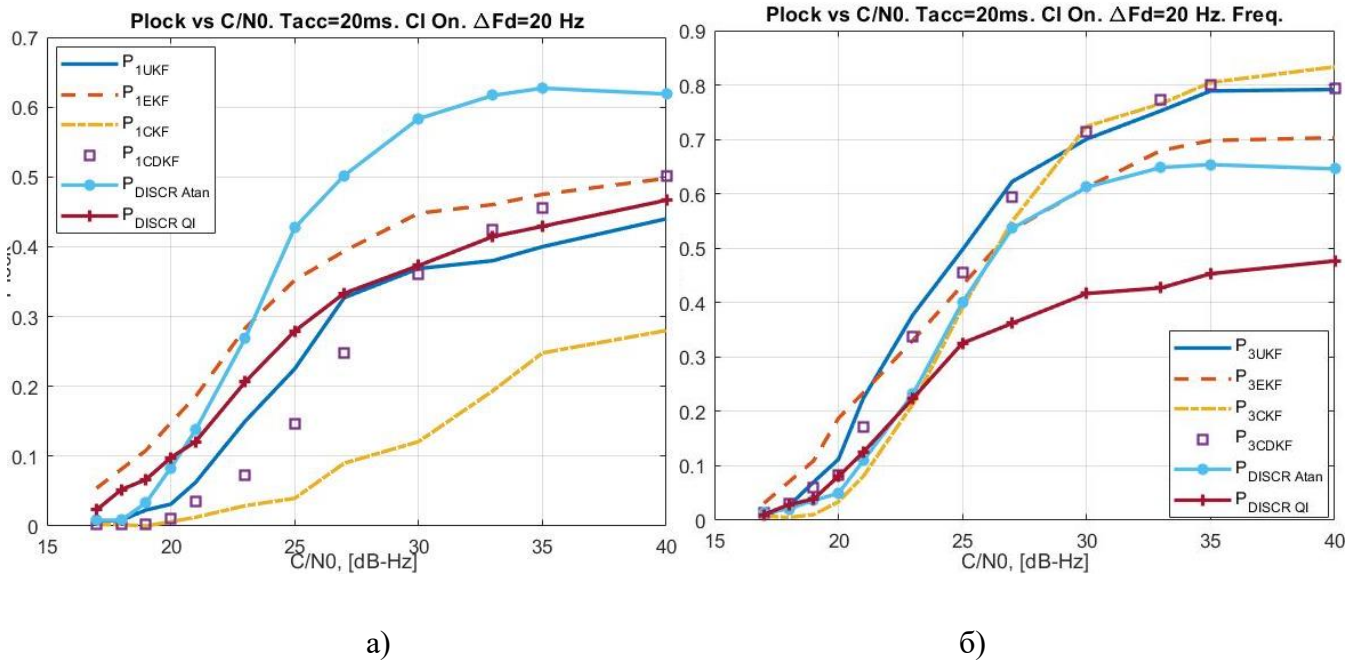 Plock vs C/N0. Tacc=20ms. Cl On. ΔFd=20 Hz
0.7
0.6
0.5
0.4
0.3
0.2
0.1
0
15
20
25
30
35
40
C/N0, [dB-Hz]
P1UKF
P1EKF
P1CKF
P1CDKF
PDISCR Atan
PDISCR QI
а)
Plock vs C/N0. Tacc=20ms. Cl On. ΔFd=20 Hz. Freq.
0.9
0.8
0.7
0.6
0.5
0.4
0.3
0.2
0.1
0
15
20
25
30
35
40
C/N0, [dB-Hz]
P3UKF
P3EKF
P3CKF
P3CDKF
PDISCR Atan
PDISCR QI
б)